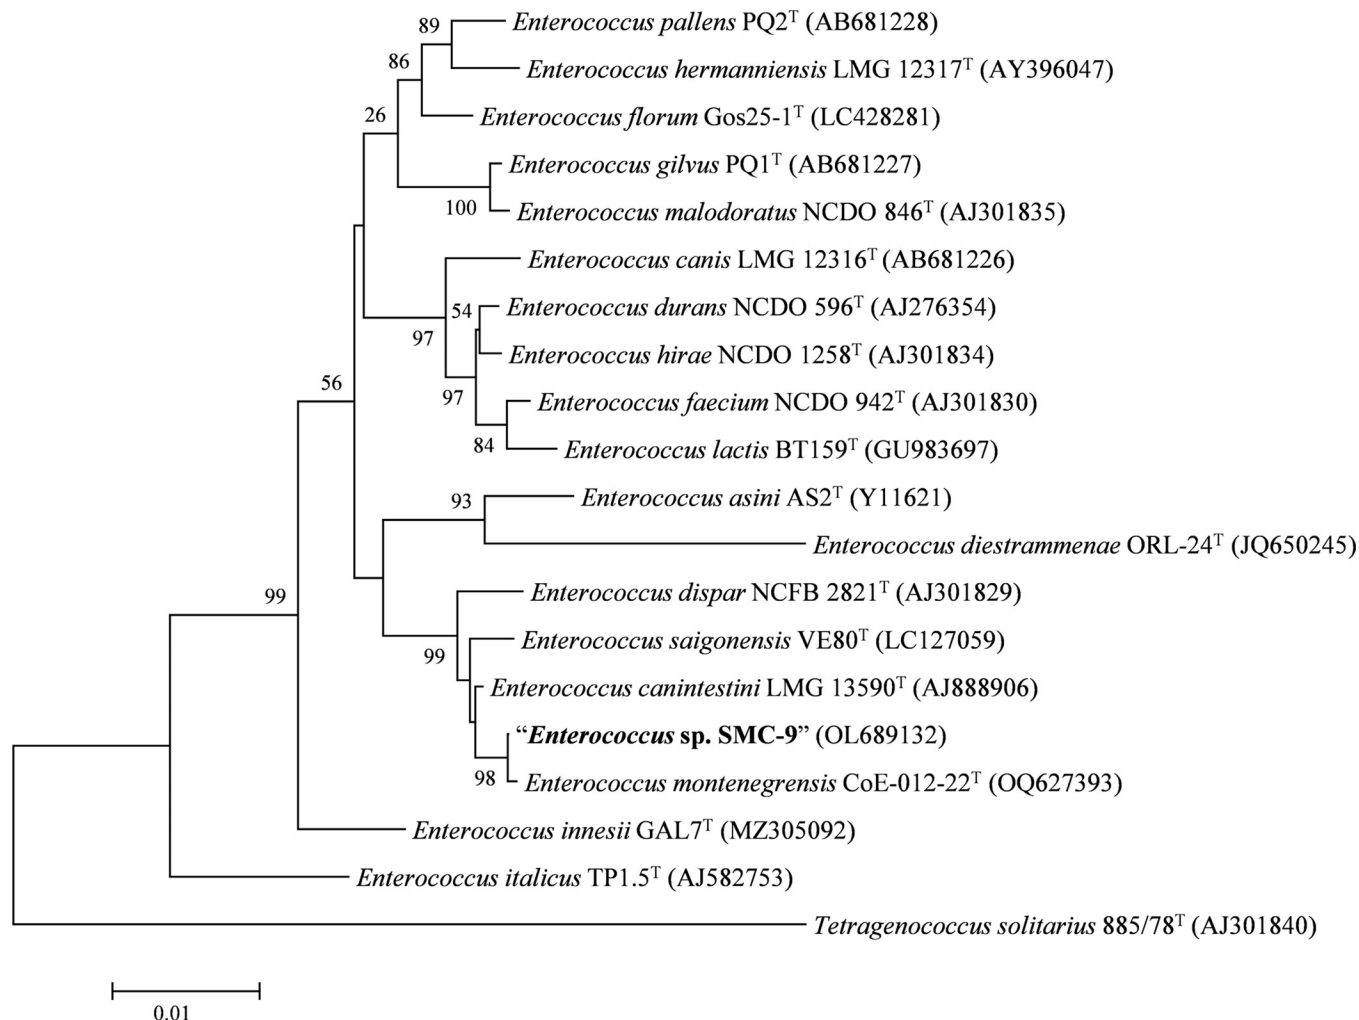 89
Enterococcus pallens PQ2ᵀ (AB681228)
86
Enterococcus hermanniensis LMG 12317ᵀ (AY396047)
26
Enterococcus florum Gos25-1ᵀ (LC428281)
Enterococcus gilvus PQ1ᵀ (AB681227)
100
Enterococcus malodoratus NCDO 846ᵀ (AJ301835)
Enterococcus canis LMG 12316ᵀ (AB681226)
54
Enterococcus durans NCDO 596ᵀ (AJ276354)
97
Enterococcus hirae NCDO 1258ᵀ (AJ301834)
56
97
Enterococcus faecium NCDO 942ᵀ (AJ301830)
84
Enterococcus lactis BT159ᵀ (GU983697)
93
Enterococcus asini AS2ᵀ (Y11621)
Enterococcus diestrammenae ORL-24ᵀ (JQ650245)
99
Enterococcus dispar NCFB 2821ᵀ (AJ301829)
99
Enterococcus saigonensis VE80ᵀ (LC127059)
Enterococcus canintestini LMG 13590ᵀ (AJ888906)
“Enterococcus sp. SMC-9” (OL689132)
98
Enterococcus montenegrensis CoE-012-22ᵀ (OQ627393)
Enterococcus innesii GAL7ᵀ (MZ305092)
Enterococcus italicus TP1.5ᵀ (AJ582753)
Tetragenococcus solitarius 885/78ᵀ (AJ301840)
0.01